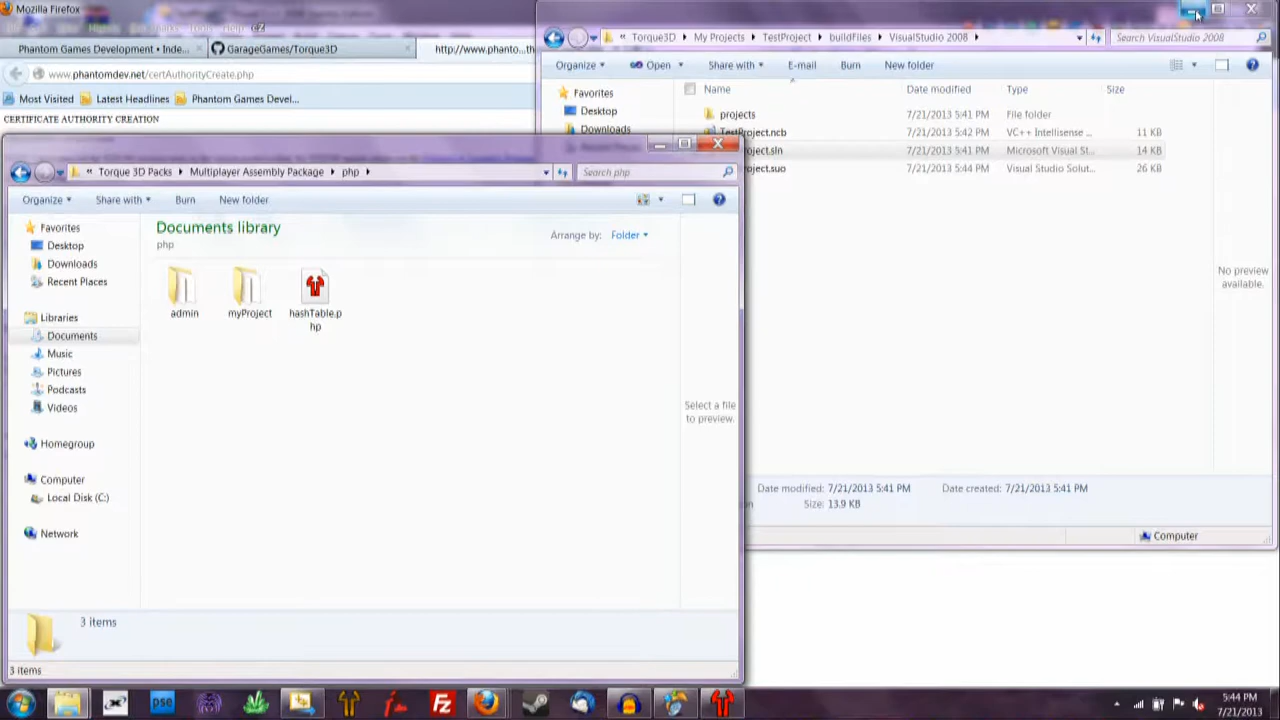 Mozilla Firefox
Phantom Games Development • Inde...
GarageGames/Torque3D
http://www.phanto...
www.phantomdev.net/certAuthorityCreate.php
Most Visited
Latest Headlines
Phantom Games Devel...
CERTIFICATE AUTHORITY CREATION
« Torque3D ▸ My Projects ▸ TestProject ▸ buildFiles ▸ VisualStudio 2008 ▸
Search VisualStudio 2008
Organize
Open
Share with
E-mail
Burn
New folder
Favorites
Desktop
Downloads
Name
Date modified
Type
Size
projects
7/21/2013 5:41 PM
File folder
TestProject.ncb
7/21/2013 5:42 PM
VC++ Intellisense ...
11 KB
oject.sln
7/21/2013 5:41 PM
Microsoft Visual St...
14 KB
oject.suo
7/21/2013 5:44 PM
Visual Studio Solut...
26 KB
No preview
available.
Date modified: 7/21/2013 5:41 PM
Date created: 7/21/2013 5:41 PM
Size: 13.9 KB
Computer
« Torque 3D Packs ▸ Multiplayer Assembly Package ▸ php ▸
Search php
Organize
Share with
Burn
New folder
Favorites
Desktop
Downloads
Recent Places
Libraries
Documents
Music
Pictures
Podcasts
Videos
Homegroup
Computer
Local Disk (C:)
Network
Documents library
php
Arrange by: Folder
admin
myProject
hashTable.p
hp
Select a file
to preview.
3 items
3 items
pse
Fz
5:44 PM
7/21/2013